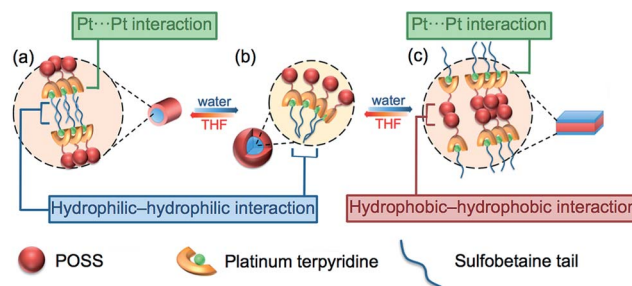 Pt···Pt interaction
Pt···Pt interaction
(a)
(b)
(c)
water
THF
water
THF
Hydrophilic–hydrophilic interaction
Hydrophobic–hydrophobic interaction
POSS
Platinum terpyridine
Sulfobetaine tail